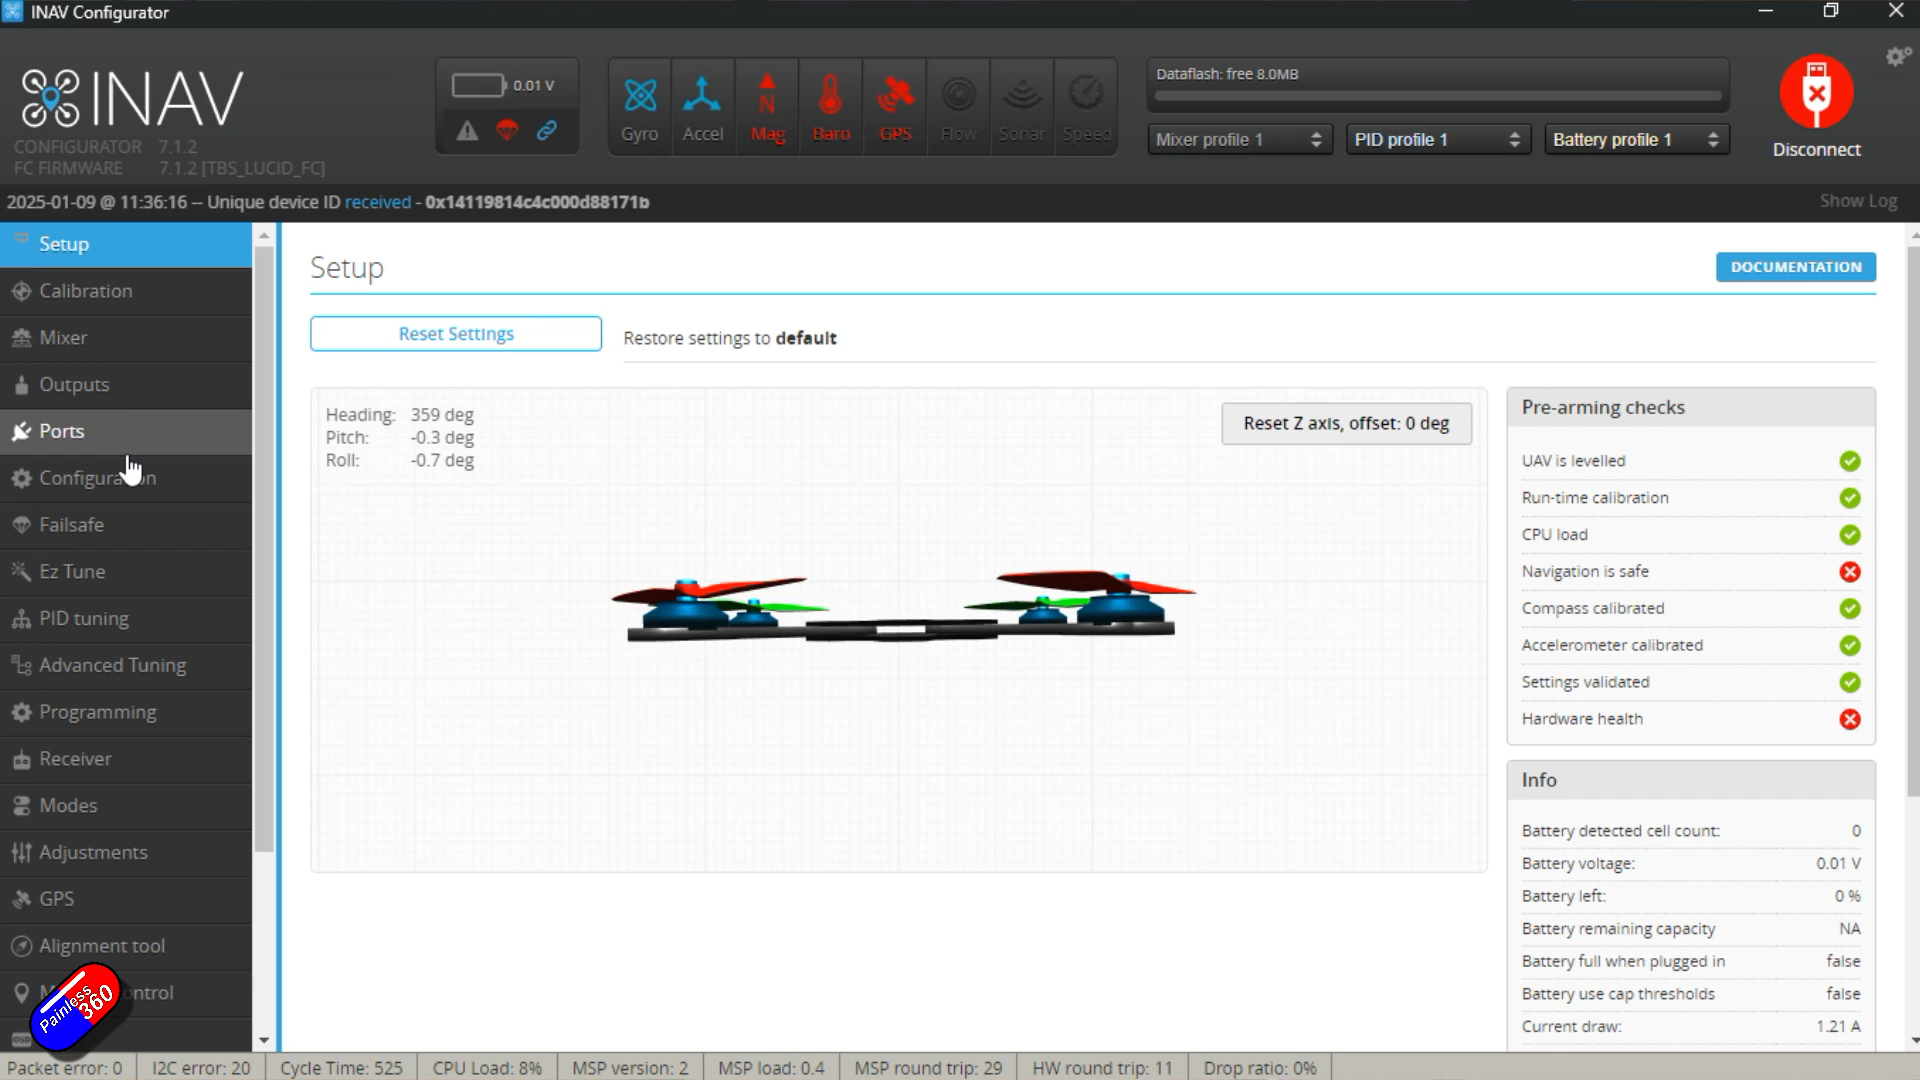 INAV Configurator
INAV
CONFIGURATOR 7.1.2
FC FIRMWARE 7.1.2 [TBS_LUCID_FC]
0.01 V
Gyro
Accel
Mag
Baro
GPS
Flow
Sonar
Speed
Dataflash: free 8.0MB
Mixer profile 1
PID profile 1
Battery profile 1
Disconnect
2025-01-09 @ 11:36:16 -- Unique device ID received - 0x14119814c4c000d88171b
Show Log
Setup
Calibration
Mixer
Outputs
Ports
Failsafe
Ez Tune
PID tuning
Advanced Tuning
Programming
Receiver
Modes
Adjustments
GPS
Alignment tool
Painless
360
Setup
DOCUMENTATION
Reset Settings
Restore settings to default
Heading: 359 deg
Pitch: -0.3 deg
Roll: -0.7 deg
Reset Z axis, offset: 0 deg
Pre-arming checks
UAV is levelled
Run-time calibration
CPU load
Navigation is safe
Compass calibrated
Accelerometer calibrated
Settings validated
Hardware health
Info
Battery detected cell count: 0
Battery voltage: 0.01 V
Battery left: 0 %
Battery remaining capacity NA
Battery full when plugged in false
Battery use cap thresholds false
Current draw: 1.21 A
Packet error: 0
I2C error: 20
Cycle Time: 525
CPU Load: 8%
MSP version: 2
MSP load: 0.4
MSP round trip: 29
HW round trip: 11
Drop ratio: 0%